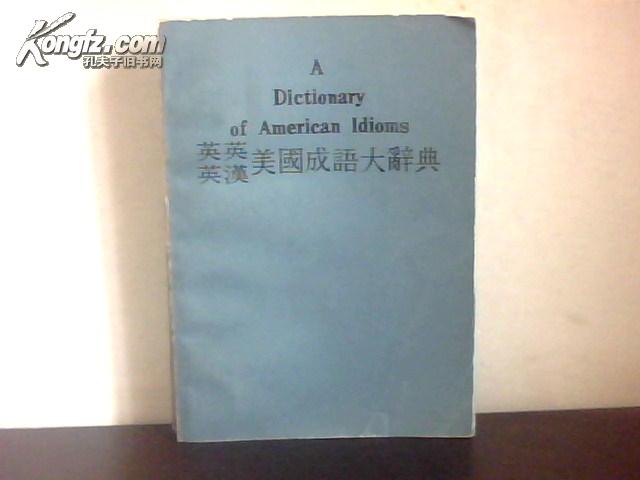 Kongfz.com
孔夫子旧书网
A
Dictionary
of American Idioms
英英
英漢
美國成語大辭典